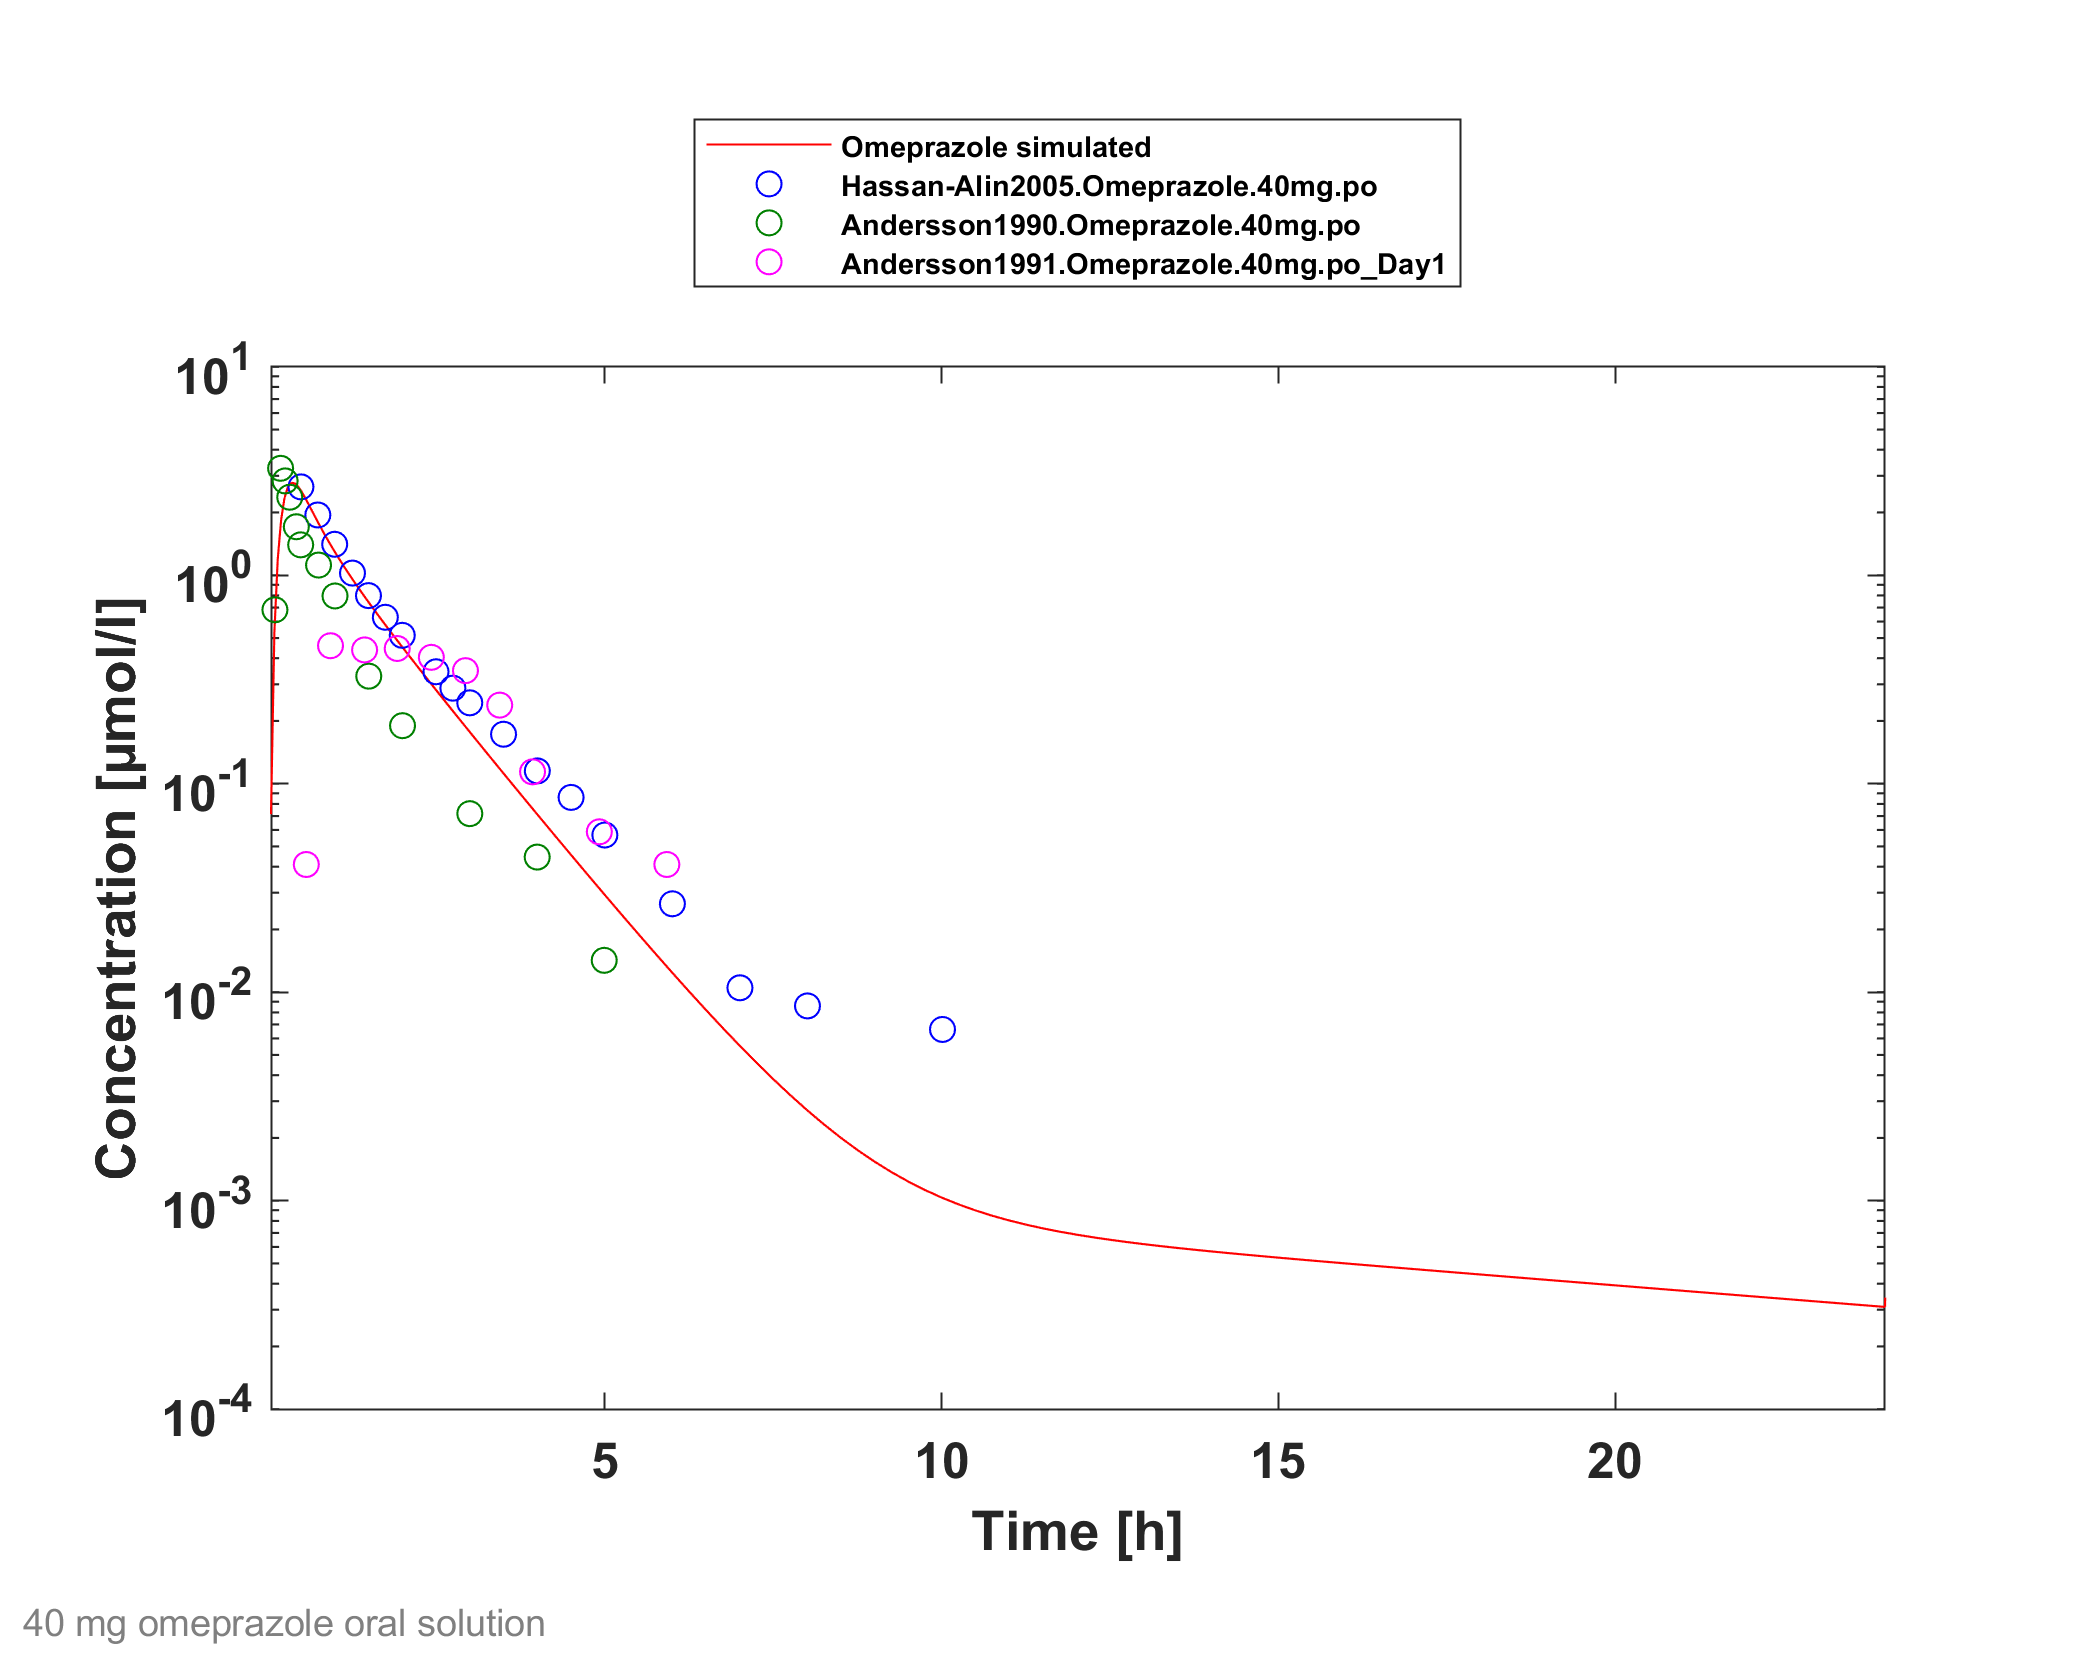 Omeprazole simulated
Hassan-Alin2005.Omeprazole.40mg.po
Andersson1990.Omeprazole.40mg.po
Andersson1991.Omeprazole.40mg.po_Day1
10^1
10^0
10^-1
10^-2
10^-3
10^-4
Concentration [µmol/l]
5 10 15 20
Time [h]
40 mg omeprazole oral solution